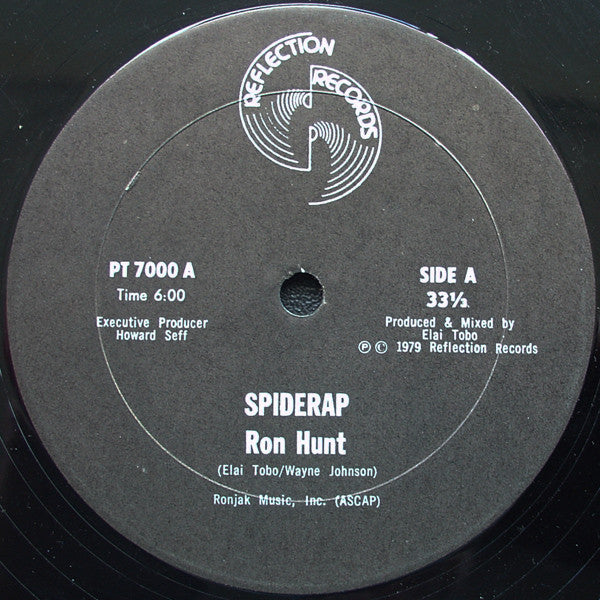 REFLECTION
RECORDS
PT 7000 A
Time 6:00
Executive Producer
Howard Seff
SIDE A
33⅓
Produced & Mixed by
Elai Tobo
℗ © 1979 Reflection Records
SPIDERAP
Ron Hunt
(Elai Tobo/Wayne Johnson)
Ronjak Music, Inc. (ASCAP)